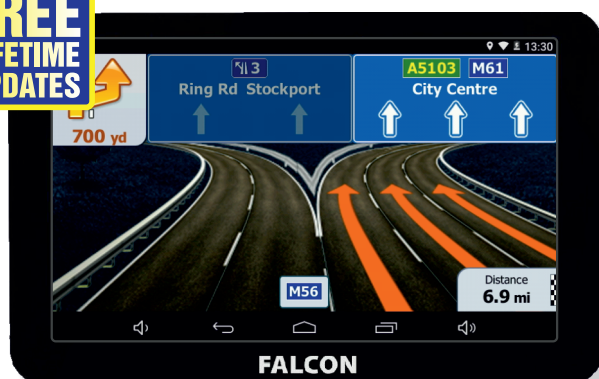 REE
FETIME
PDATES
13:30
700 yd
3
Ring Rd Stockport
A5103 M61
City Centre
M56
Distance
6.9 mi
FALCON